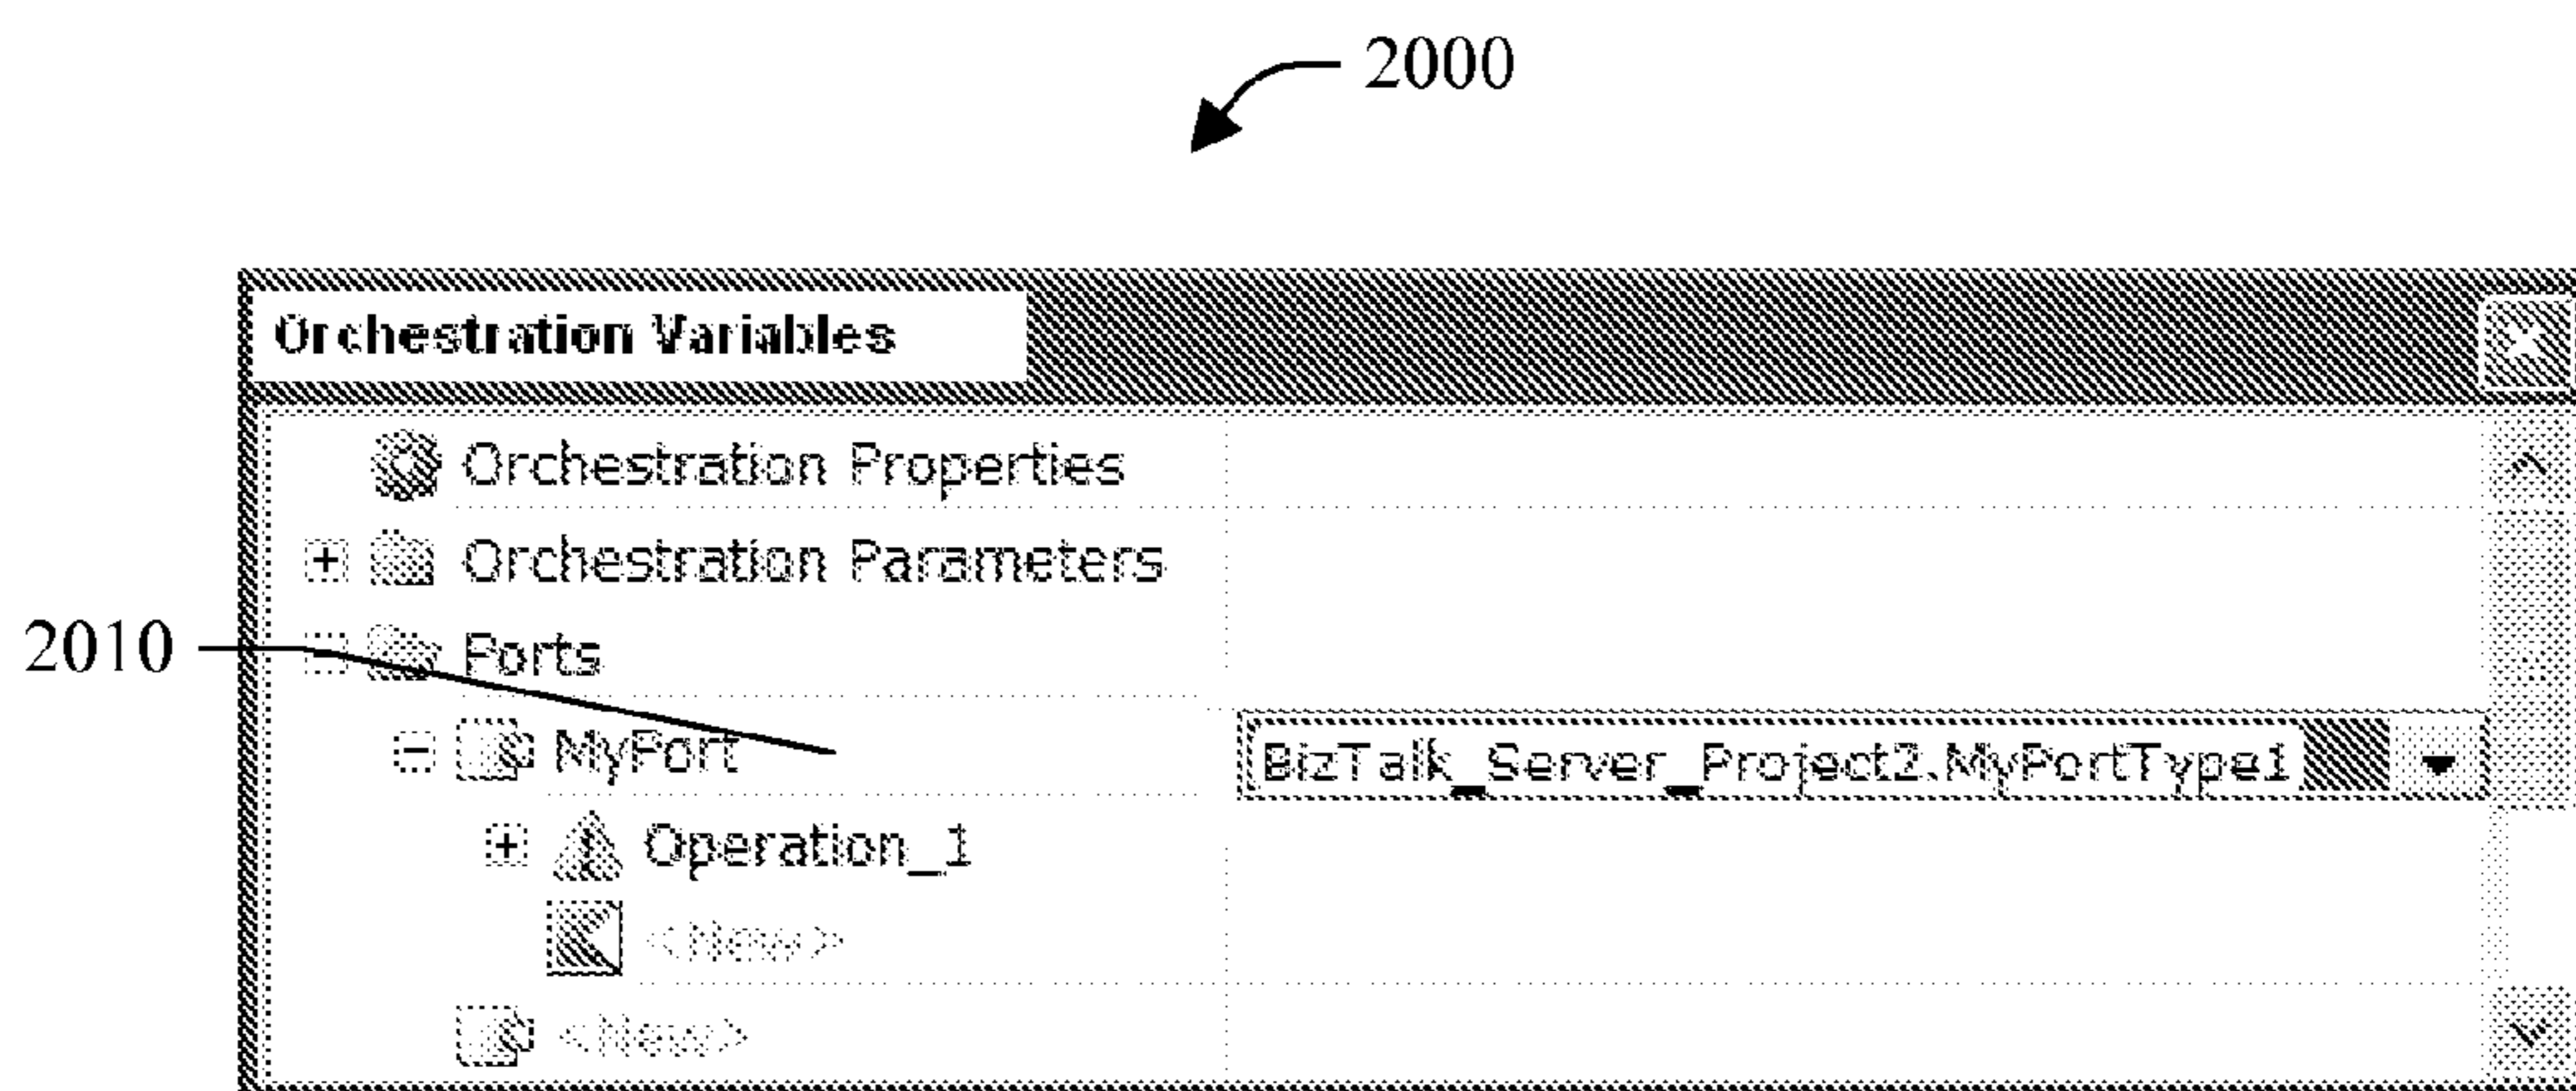 2000
Orchestration Variables
Orchestration Properties
Orchestration Parameters
2010 Ports
MyPort BizTalk_Server_Project2.MyPortType1
Operation_1
<New>
<New>